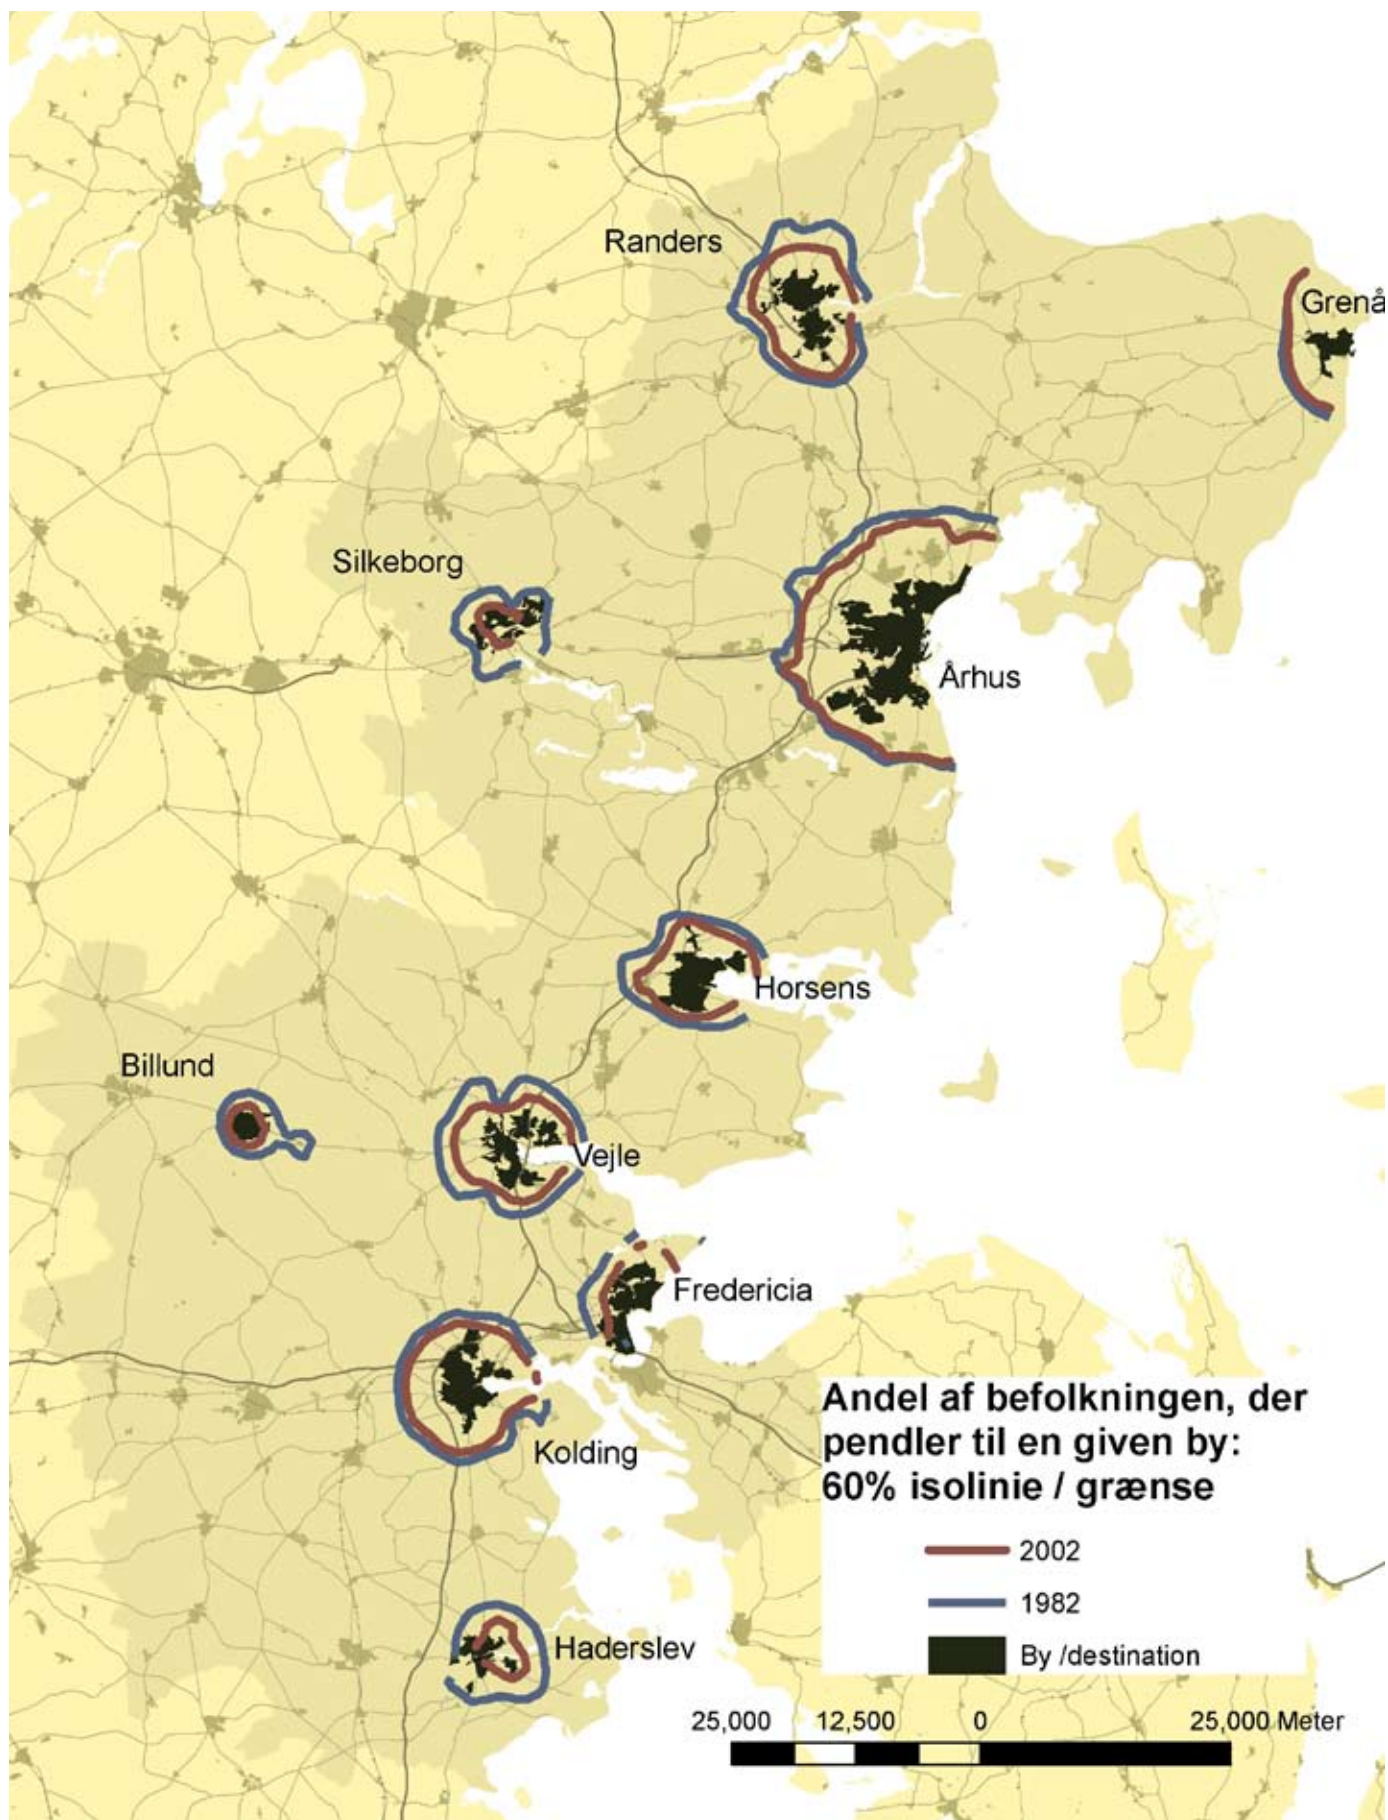 Randers
Grenå
Silkeborg
Århus
Horsens
Billund
Vejle
Fredericia
Kolding
Haderslev
Andel af befolkningen, der
pendler til en given by:
60% isolinie / grænse
2002
1982
By /destination
25,000 12,500 0 25,000 Meter